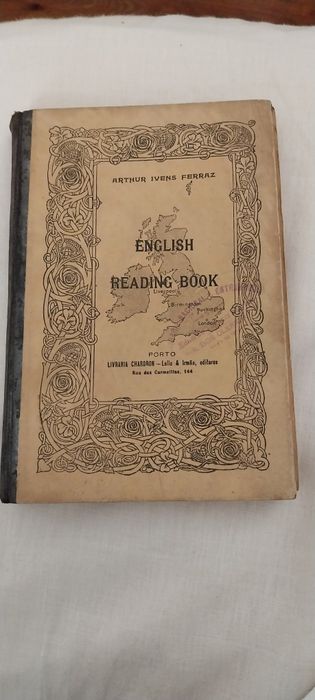 ARTHUR IVENS FERRAZ
ENGLISH
READING BOOK
Liverpool
Birmingham
London
PORTO
LIVRARIA CHARDRON — Lello & Irmão, editores
Rua das Carmelitas, 144